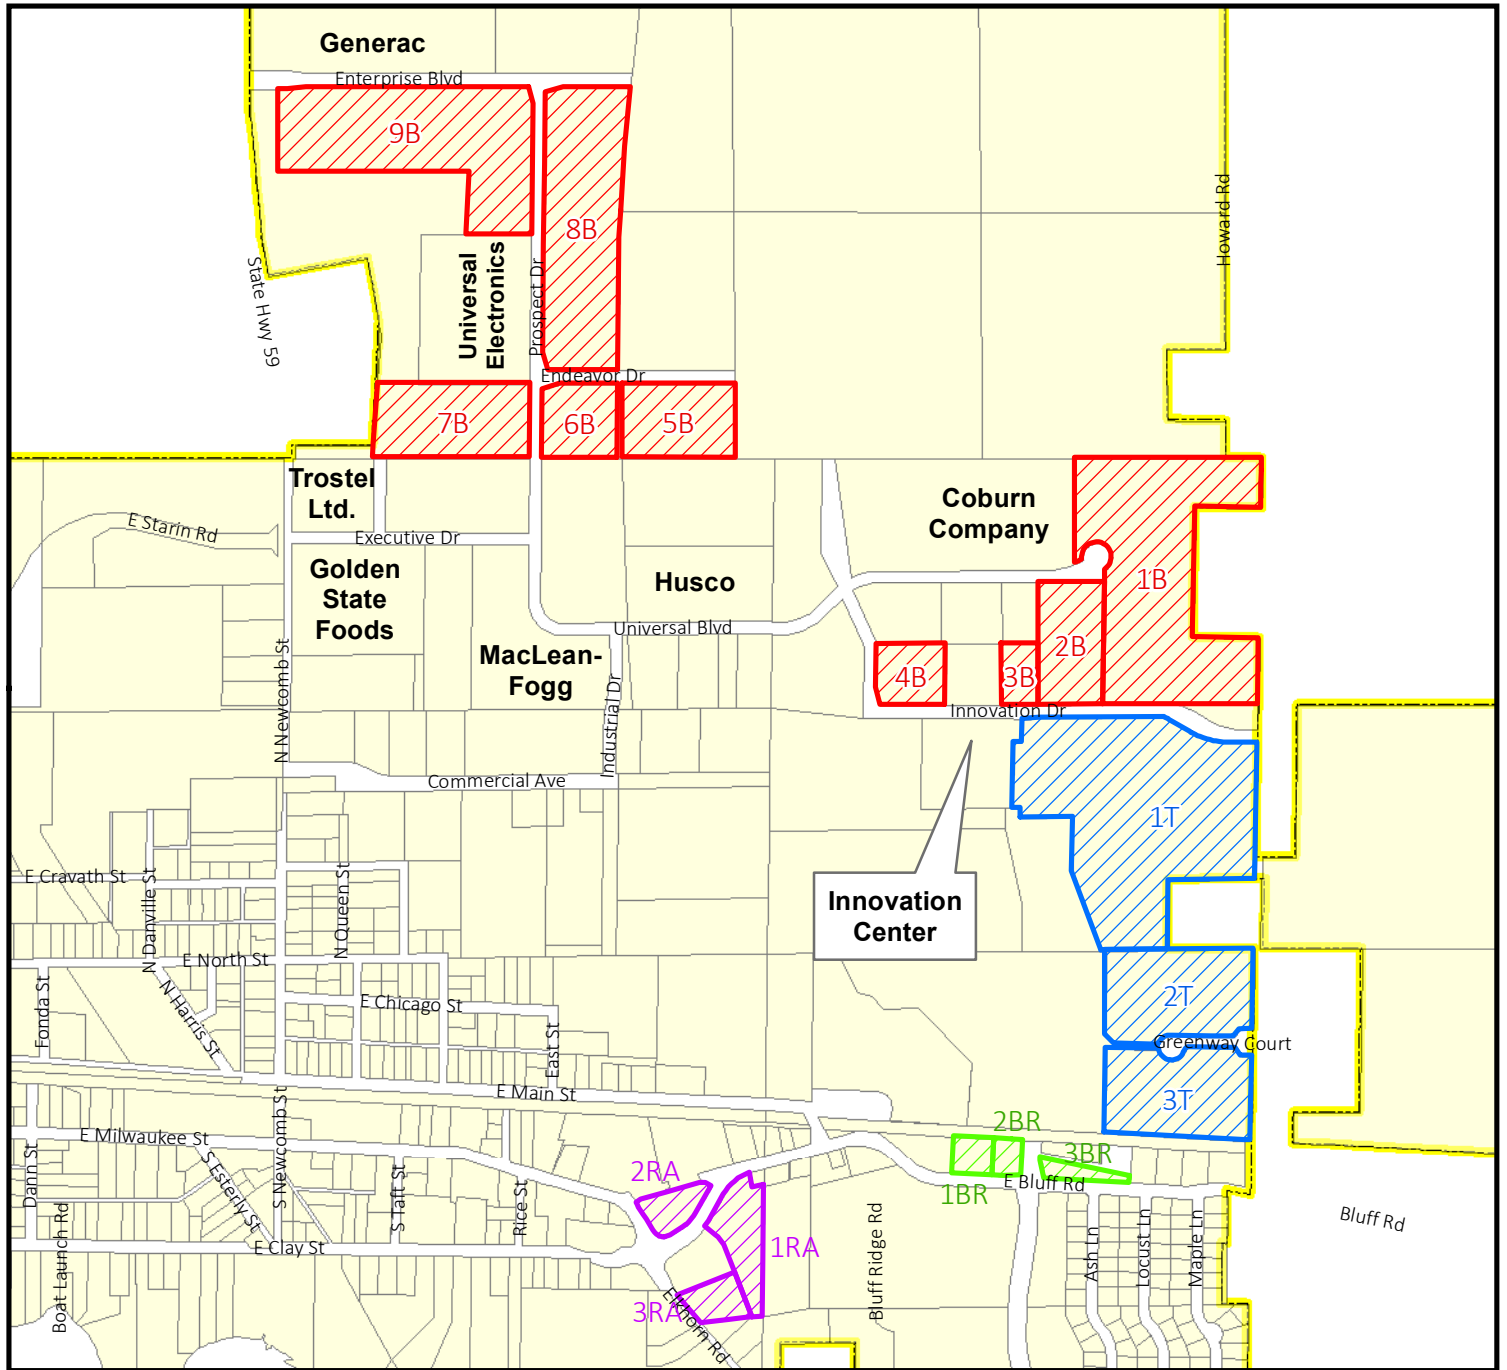 Generac
Enterprise Blvd
9B
8B
Howard Rd
State Hwy 59
Universal
Electronics
Prospect Dr
Endeavor Dr
7B
6B
5B
Trostel
Ltd.
Coburn
Company
E Starin Rd
Executive Dr
Golden
State
Foods
Husco
1B
Universal Blvd
2B
MacLean-
Fogg
4B
3B
N Newcomb St
Industrial Dr
Innovation Dr
Commercial Ave
1T
E Cravath St
N Danville St
N Queen St
Innovation
Center
E North St
2T
Fonda St
N Harris St
E Chicago St
East St
Greenway Court
E Main St
3T
2BR
E Milwaukee St
3BR
Dann St
S Esterly St
S Newcomb St
S Taft St
Rice St
2RA
1BR
E Bluff Rd
Bluff Rd
Boat Launch Rd
E Clay St
1RA
Bluff Ridge Rd
Ash Ln
Locust Ln
Maple Ln
3RA
Elkhorn Rd